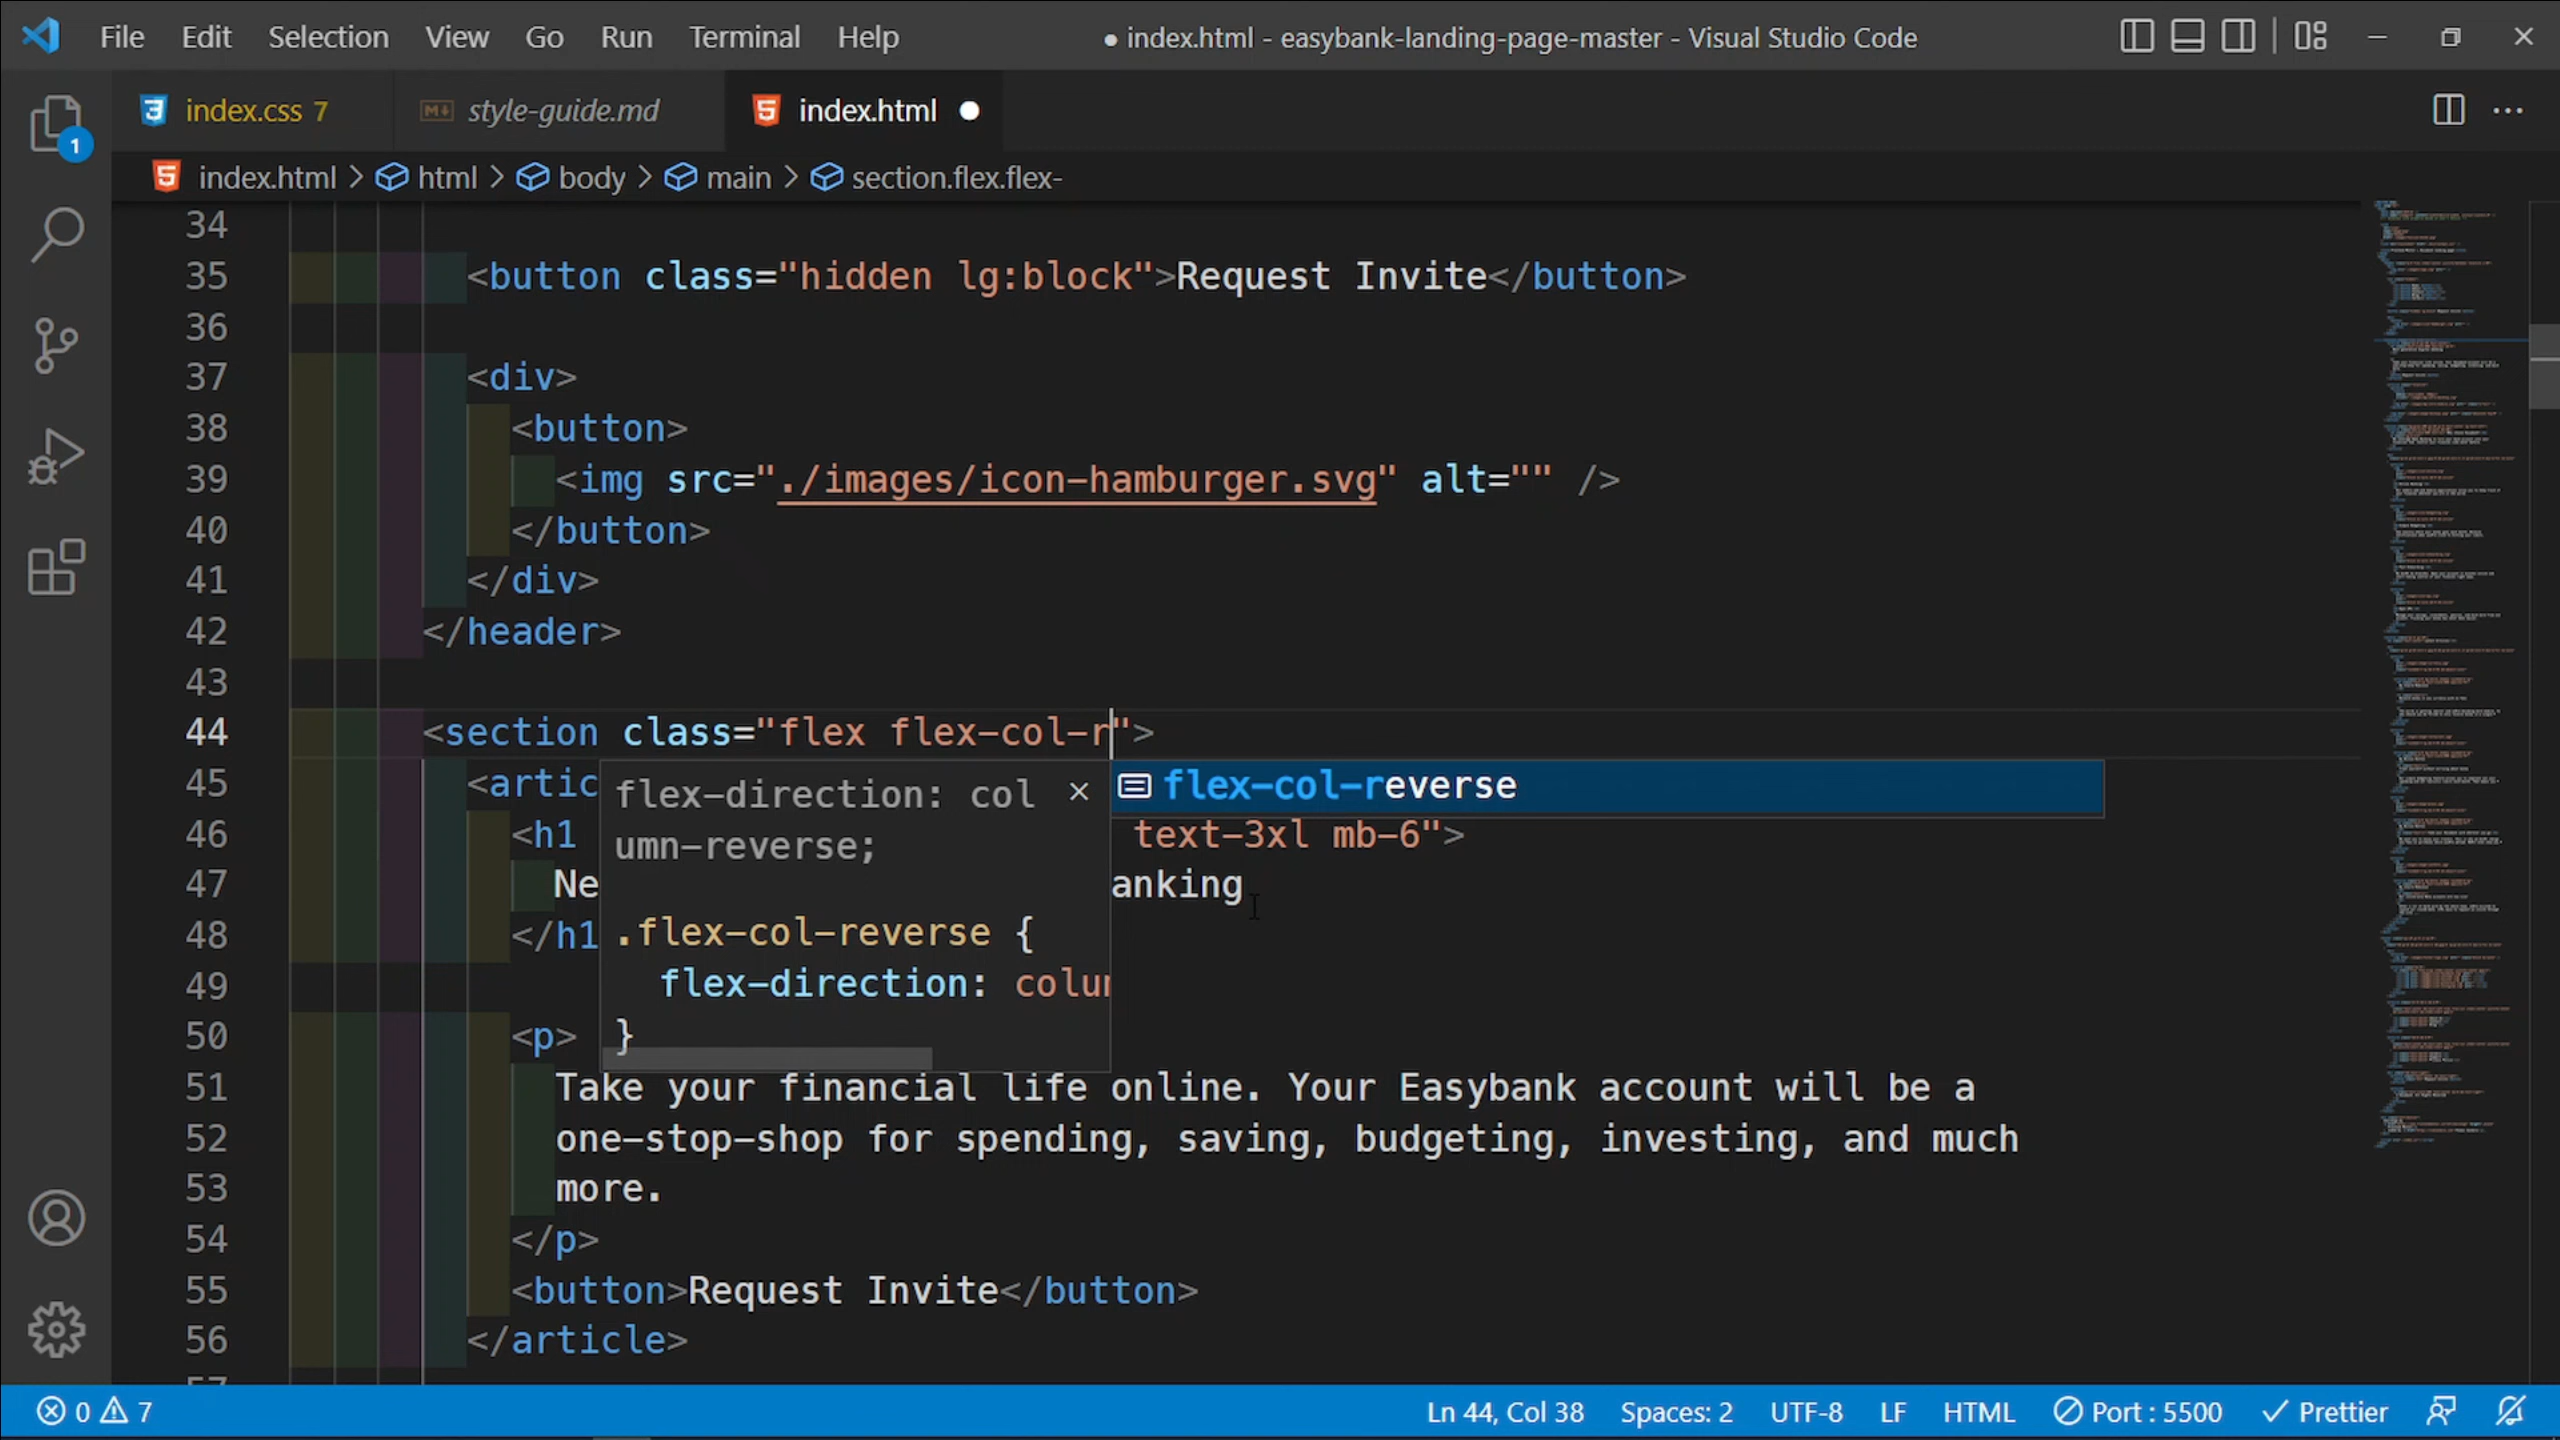 File Edit Selection View Go Run Terminal Help
● index.html - easybank-landing-page-master - Visual Studio Code
index.css 7
style-guide.md
index.html
1
index.html > html > body > main > section.flex.flex-
34
35 <button class="hidden lg:block">Request Invite</button>
36
37 <div>
38 <button>
39 <img src="./images/icon-hamburger.svg" alt="" />
40 </button>
41 </div>
42 </header>
43
44 <section class="flex flex-col-r">
45 <artic
flex-direction: col
umn-reverse;
.flex-col-reverse {
flex-direction: colum
}
flex-col-reverse
46 <h1 text-3xl mb-6">
47 Ne anking
48 </h1
49
50 <p>
51 Take your financial life online. Your Easybank account will be a
52 one-stop-shop for spending, saving, budgeting, investing, and much
53 more.
54 </p>
55 <button>Request Invite</button>
56 </article>
57
0 7
Ln 44, Col 38 Spaces: 2 UTF-8 LF HTML Port : 5500 Prettier